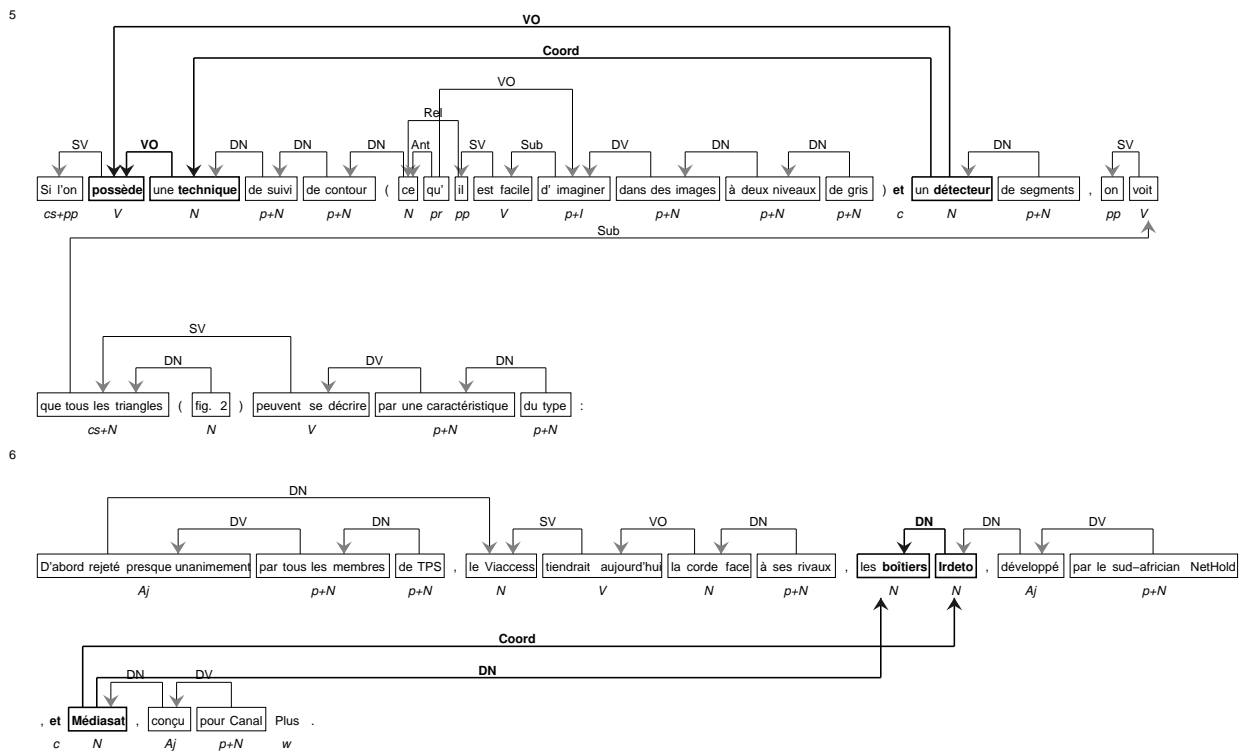 5
VO
Coord
VO
Rel
SV VO DN DN DN Ant SV Sub DV DN DN DN SV
Si l'on possède une technique de suivi de contour ( ce qu' il est facile d' imaginer dans des images à deux niveaux de gris ) et un détecteur de segments , on voit
cs+pp V N p+N p+N N pr pp V p+I p+N p+N p+N c N p+N pp V
Sub
SV
DN DV DN
que tous les triangles ( fig. 2 ) peuvent se décrire par une caractéristique du type :
cs+N N V p+N p+N
6
DN
DV DN SV VO DN DN DN DV
D'abord rejeté presque unanimement par tous les membres de TPS , le Viaccess tiendrait aujourd'hui la corde face à ses rivaux , les boîtiers Irdeto , développé par le sud–africian NetHold
Aj p+N p+N N V N p+N N N Aj p+N
Coord
DN
DN DV
, et Médiasat , conçu pour Canal Plus .
c N Aj p+N w